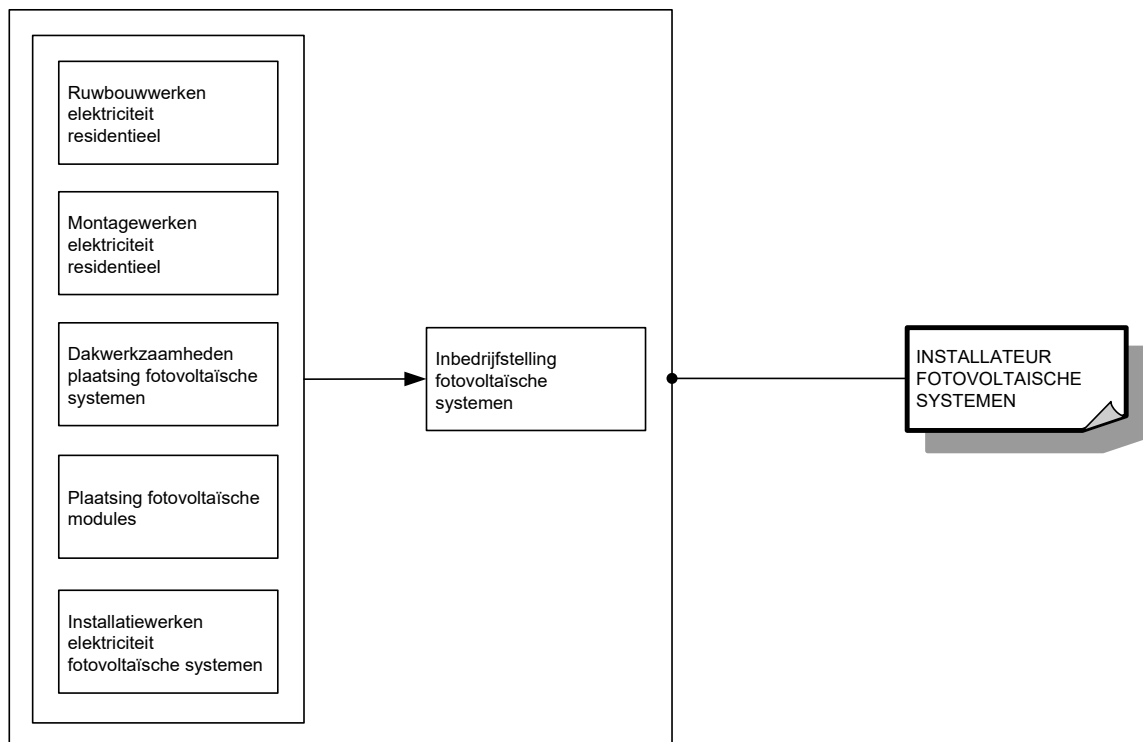 Ruwbouwwerken
elektriciteit
residentieel
Montagewerken
elektriciteit
residentieel
Dakwerkzaamheden
plaatsing fotovoltaïsche
systemen
Plaatsing fotovoltaïsche
modules
Installatiewerken
elektriciteit
fotovoltaïsche systemen
Inbedrijfstelling
fotovoltaïsche
systemen
INSTALLATEUR
FOTOVOLTAISCHE
SYSTEMEN